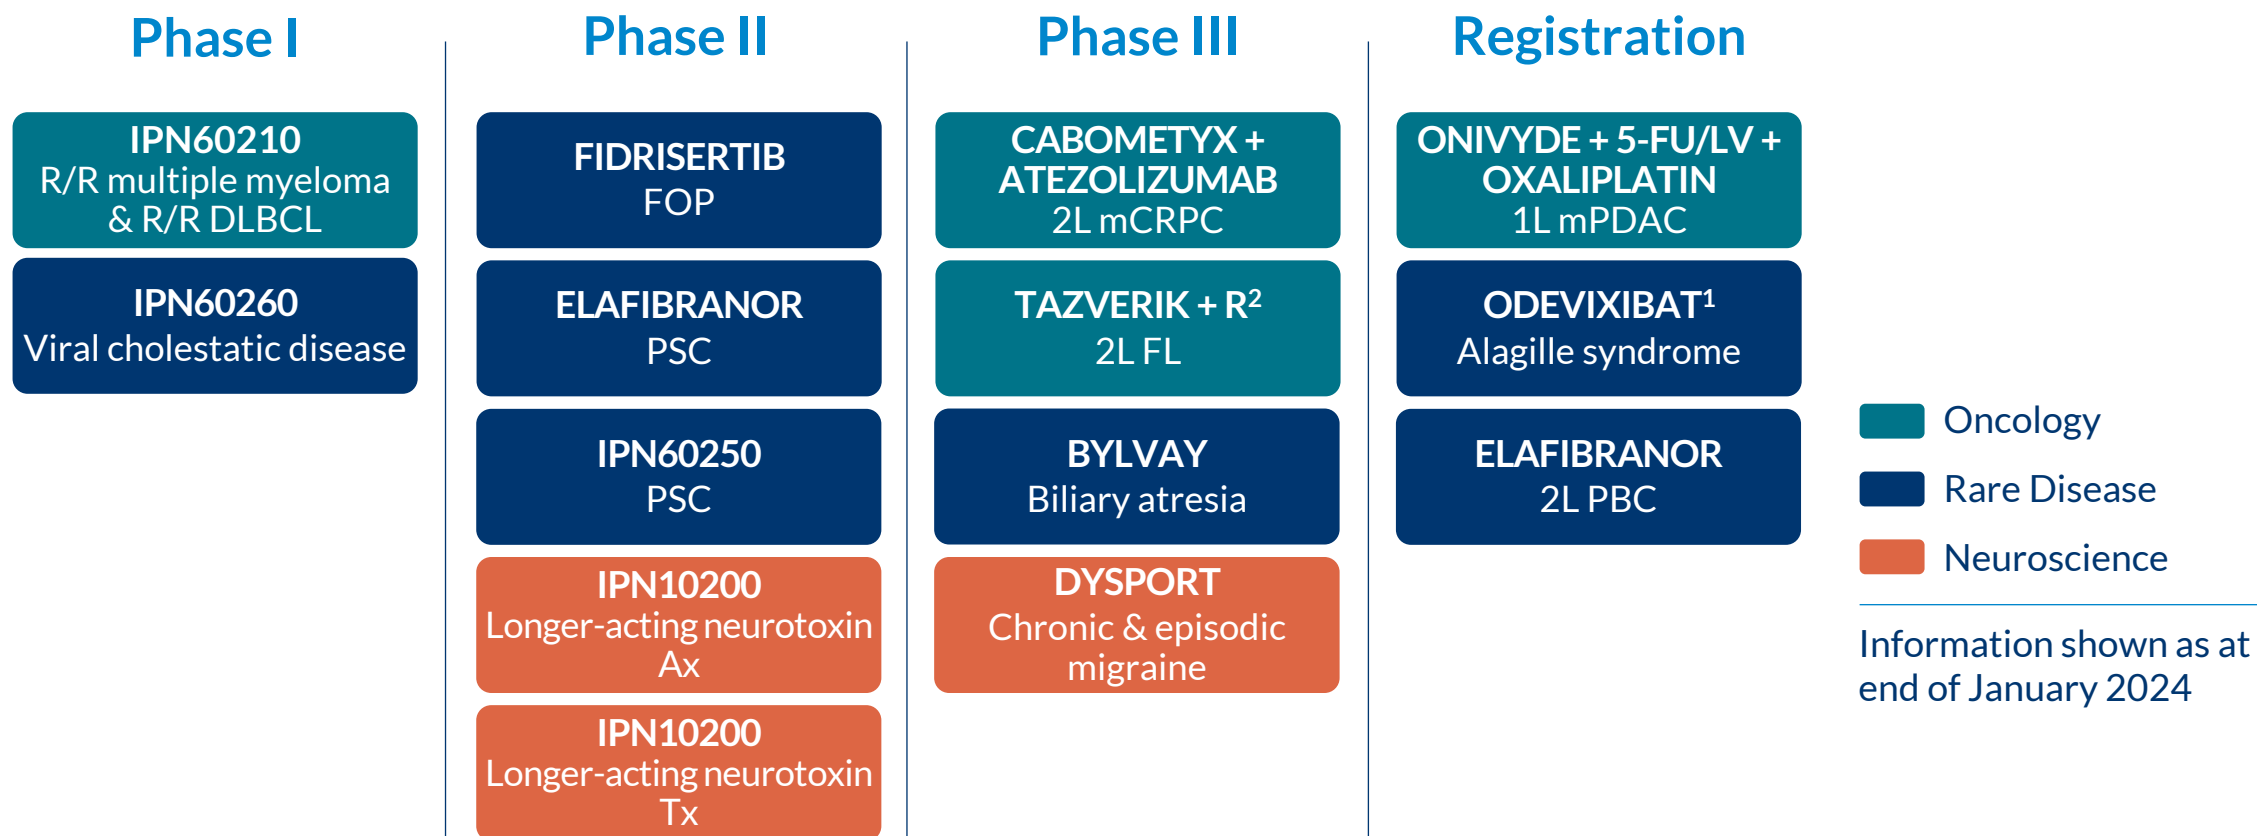 Phase I
IPN60210
R/R multiple myeloma
& R/R DLBCL
IPN60260
Viral cholestatic disease
Phase II
FIDRISERTIB
FOP
ELAFIBRANOR
PSC
IPN60250
PSC
IPN10200
Longer-acting neurotoxin
Ax
IPN10200
Longer-acting neurotoxin
Tx
Phase III
CABOMETYX +
ATEZOLIZUMAB
2L mCRPC
TAZVERIK + R²
2L FL
BYLVAY
Biliary atresia
DYSPORT
Chronic & episodic
migraine
Registration
ONIVYDE + 5-FU/LV +
OXALIPLATIN
1L mPDAC
ODEVIXIBAT¹
Alagille syndrome
ELAFIBRANOR
2L PBC
Oncology
Rare Disease
Neuroscience
Information shown as at
end of January 2024